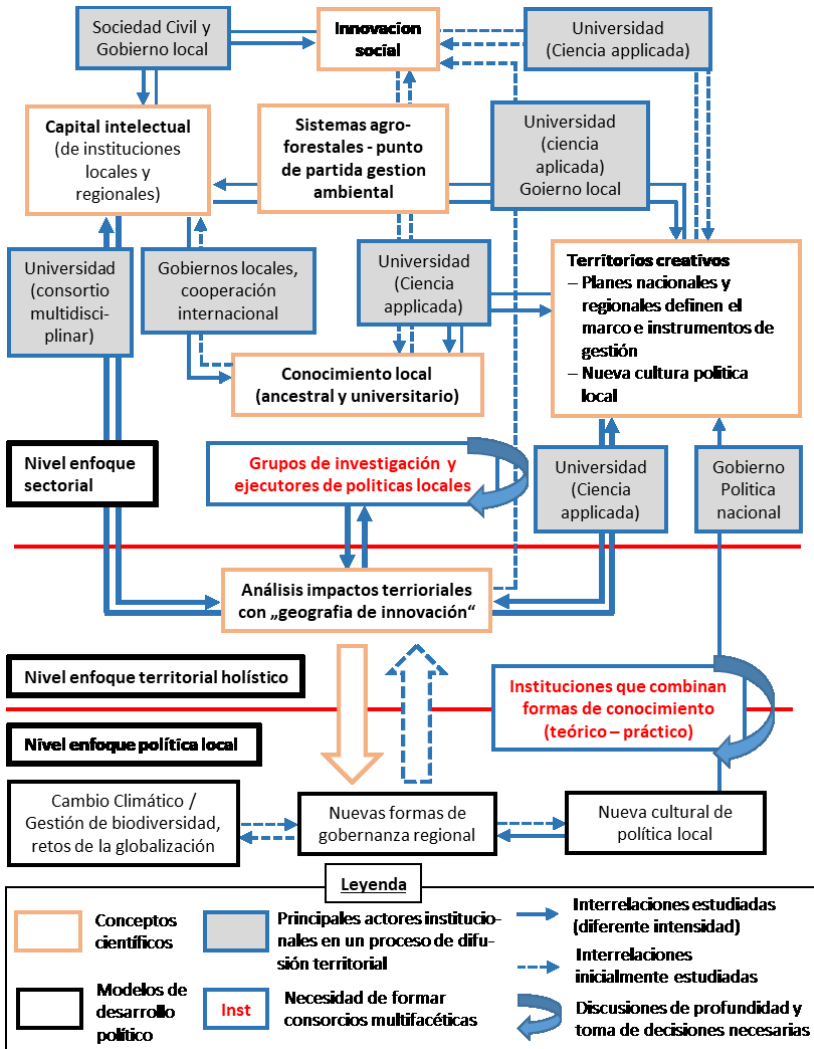 Sociedad Civil y
Gobierno local
Innovacion
social
Universidad
(Ciencia applicada)
Capital intelectual
(de instituciones
locales y
regionales)
Sistemas agro-
forestales - punto
de partida gestion
ambiental
Universidad
(ciencia
aplicada)
Goierno local
Universidad
(consortio
multidisci-
plinar)
Gobiernos locales,
cooperación
internacional
Universidad
(Ciencia
applicada)
Territorios creativos
– Planes nacionales y
regionales definen el
marco e instrumentos de
gestión
– Nueva cultura politica
local
Conocimiento local
(ancestral y universitario)
Nivel enfoque
sectorial
Grupos de investigación y
ejecutores de politicas locales
Universidad
(Ciencia
applicada)
Gobierno
Politica
nacional
Análisis impactos terrioriales
con „geografia de innovación“
Nivel enfoque territorial holístico
Instituciones que combinan
formas de conocimiento
(teórico – práctico)
Nivel enfoque política local
Cambio Climático /
Gestión de biodiversidad,
retos de la globalización
Nuevas formas de
gobernanza regional
Nueva cultural de
política local
Leyenda
Conceptos
científicos
Principales actores institucio-
nales en un proceso de difu-
sión territorial
Interrelaciones estudiadas
(diferente intensidad)
Interrelaciones
inicialmente estudiadas
Modelos de
desarrollo
político
Inst
Necesidad de formar
consorcios multifacéticas
Discusiones de profundidad y
toma de decisiones necesarias